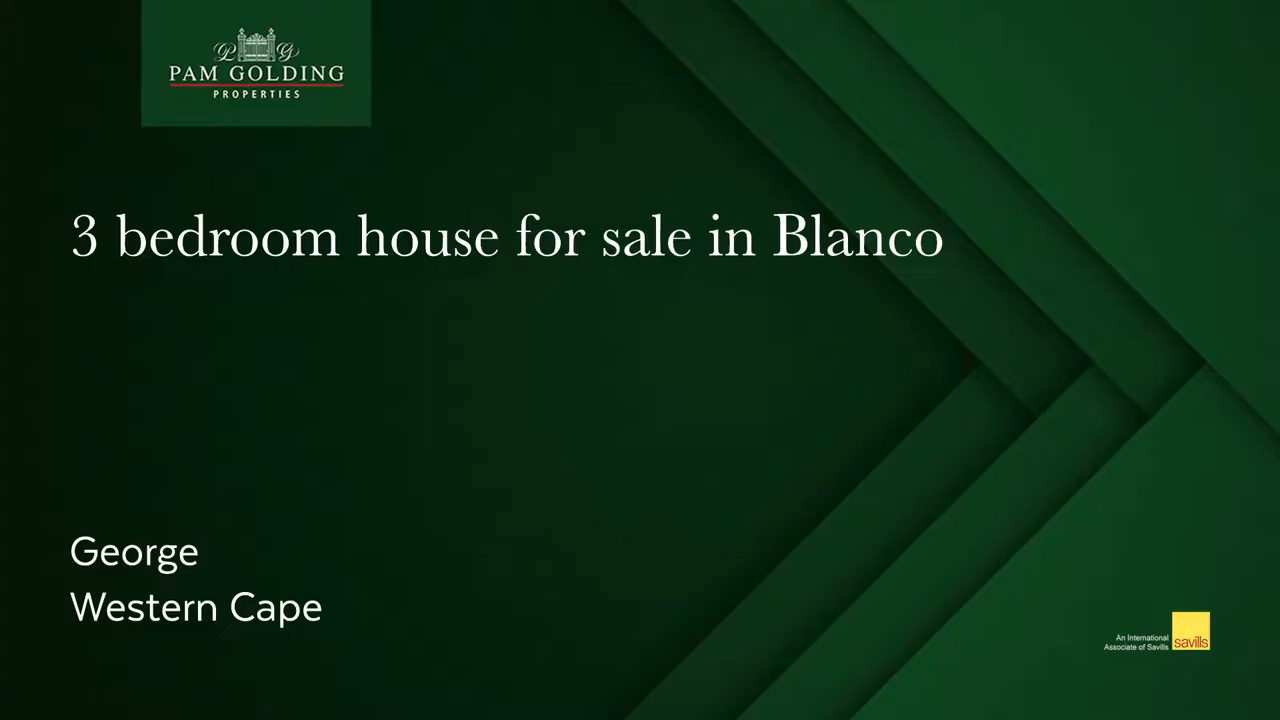 P G
PAM GOLDING
PROPERTIES
3 bedroom house for sale in Blanco
George
Western Cape
An International
Associate of Savills
savills